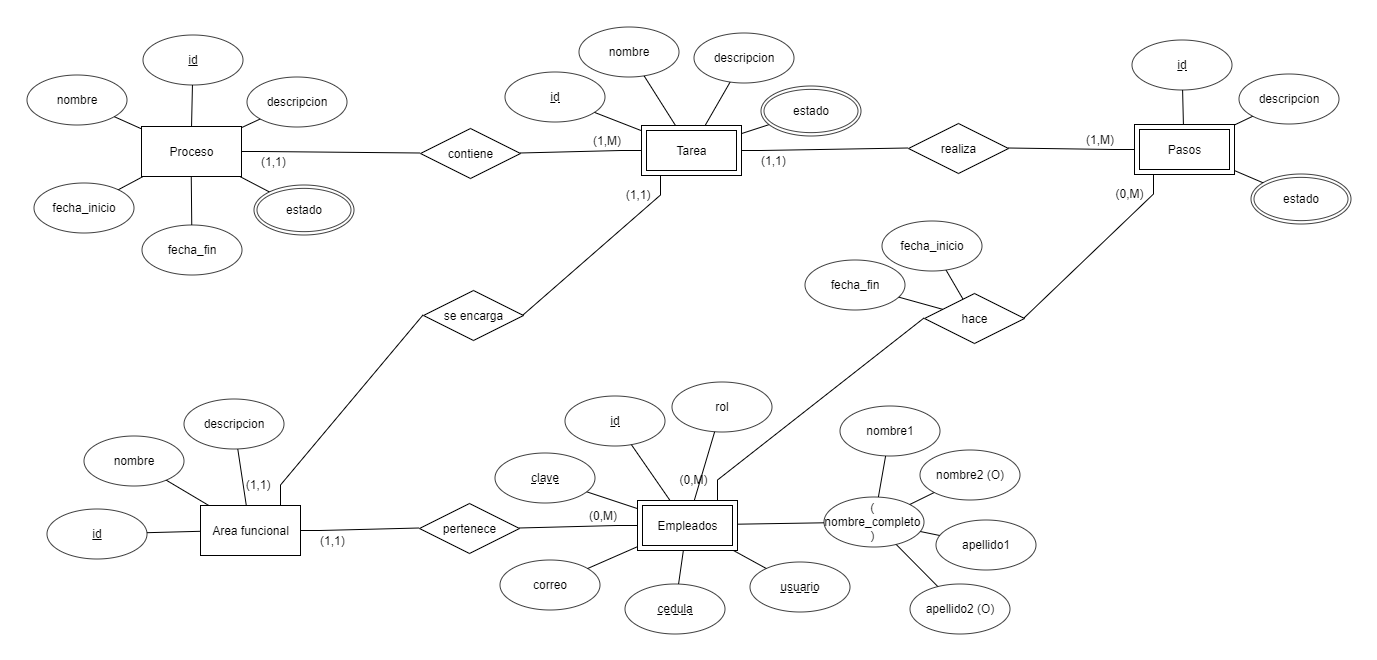 id
nombre
descripcion
Proceso
(1,1)
fecha_inicio
estado
fecha_fin
contiene
(1,M)
nombre
descripcion
id
estado
Tarea
(1,1)
(1,1)
realiza
(1,M)
id
descripcion
Pasos
(0,M)
estado
fecha_inicio
fecha_fin
hace
se encarga
descripcion
nombre
(1,1)
id
Area funcional
(1,1)
pertenece
(0,M)
id
rol
clave
(0,M)
Empleados
correo
cedula
usuario
nombre1
nombre2 (O)
(
nombre_completo
)
apellido1
apellido2 (O)